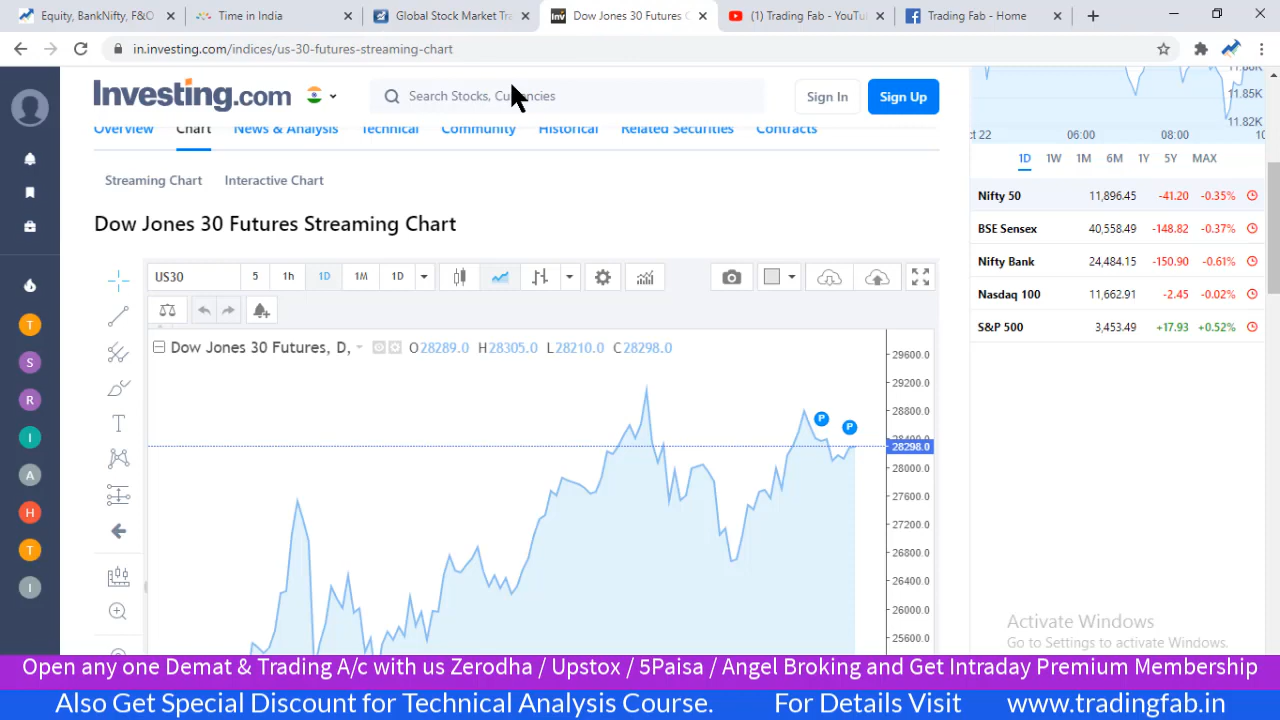 Equity, BankNifty, F&O
Time in India
Global Stock Market Tra
Inv Dow Jones 30 Futures C
(1) Trading Fab - YouTu
Trading Fab - Home
in.investing.com/indices/us-30-futures-streaming-chart
Investing.com
Search Stocks, Currencies
Sign In
Sign Up
Overview Chart News & Analysis Technical Community Historical Related Securities Contracts
Streaming Chart Interactive Chart
Dow Jones 30 Futures Streaming Chart
US30 5 1h 1D 1M 1D
Dow Jones 30 Futures, D, O28289.0 H28305.0 L28210.0 C28298.0
29600.0
29200.0
28800.0
28400.0
28298.0
28000.0
27600.0
27200.0
26800.0
26400.0
26000.0
25600.0
P
P
T
T
S
R
I
A
H
T
I
11.88K
11.85K
11.82K
ct 22 06:00 08:00 10
1D 1W 1M 6M 1Y 5Y MAX
Nifty 50 11,896.45 -41.20 -0.35%
BSE Sensex 40,558.49 -148.82 -0.37%
Nifty Bank 24,484.15 -150.90 -0.61%
Nasdaq 100 11,662.91 -2.45 -0.02%
S&P 500 3,453.49 +17.93 +0.52%
Activate Windows
Go to Settings to activate Windows.
Open any one Demat & Trading A/c with us Zerodha / Upstox / 5Paisa / Angel Broking and Get Intraday Premium Membership
Also Get Special Discount for Technical Analysis Course. For Details Visit www.tradingfab.in